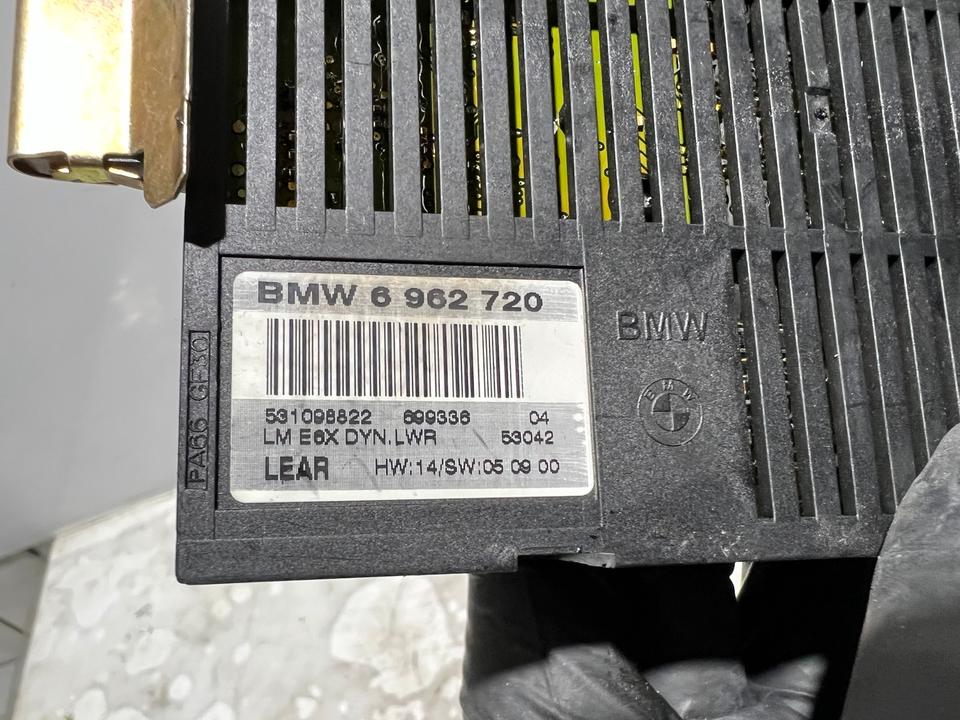 BMW 6 962 720
531098822 699336 04
LM E6X DYN.LWR 53042
LEAR HW:14/SW:05 09 00
BMW
BMW
PA66 GF30